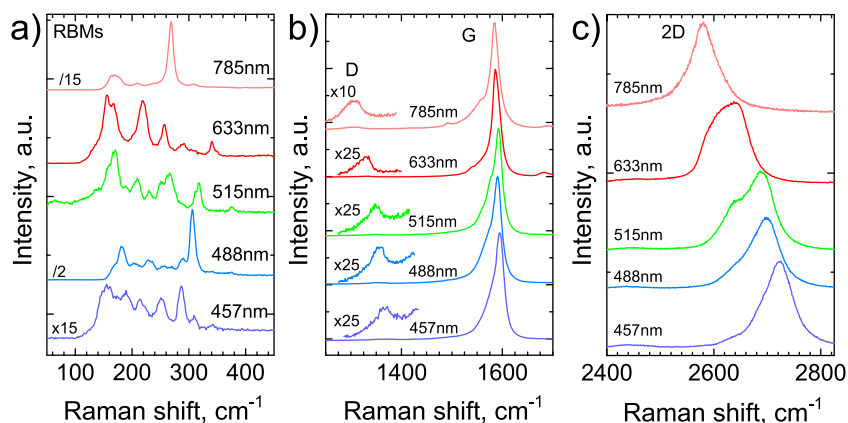 a)
RBMs
785nm
/15
633nm
515nm
488nm
/2
457nm
x15
100 200 300 400
Raman shift, cm-1
Intensity, a.u.
b)
G
D
x10
785nm
x25
633nm
x25
515nm
x25
488nm
x25
457nm
1400 1600
Raman shift, cm-1
Intensity, a.u.
c)
2D
785nm
633nm
515nm
488nm
457nm
2400 2600 2800
Raman shift, cm-1
Intensity, a.u.